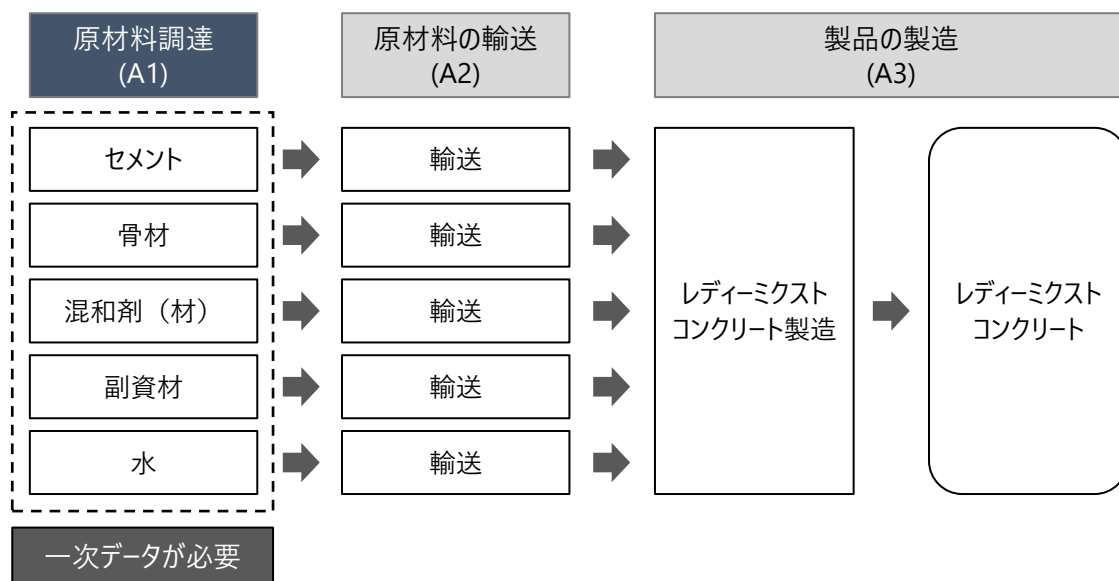 原材料調達
(A1)
原材料の輸送
(A2)
製品の製造
(A3)
セメント
輸送
骨材
輸送
混和剤（材）
輸送
副資材
輸送
水
輸送
レディーミクスト
コンクリート製造
レディーミクスト
コンクリート
一次データが必要